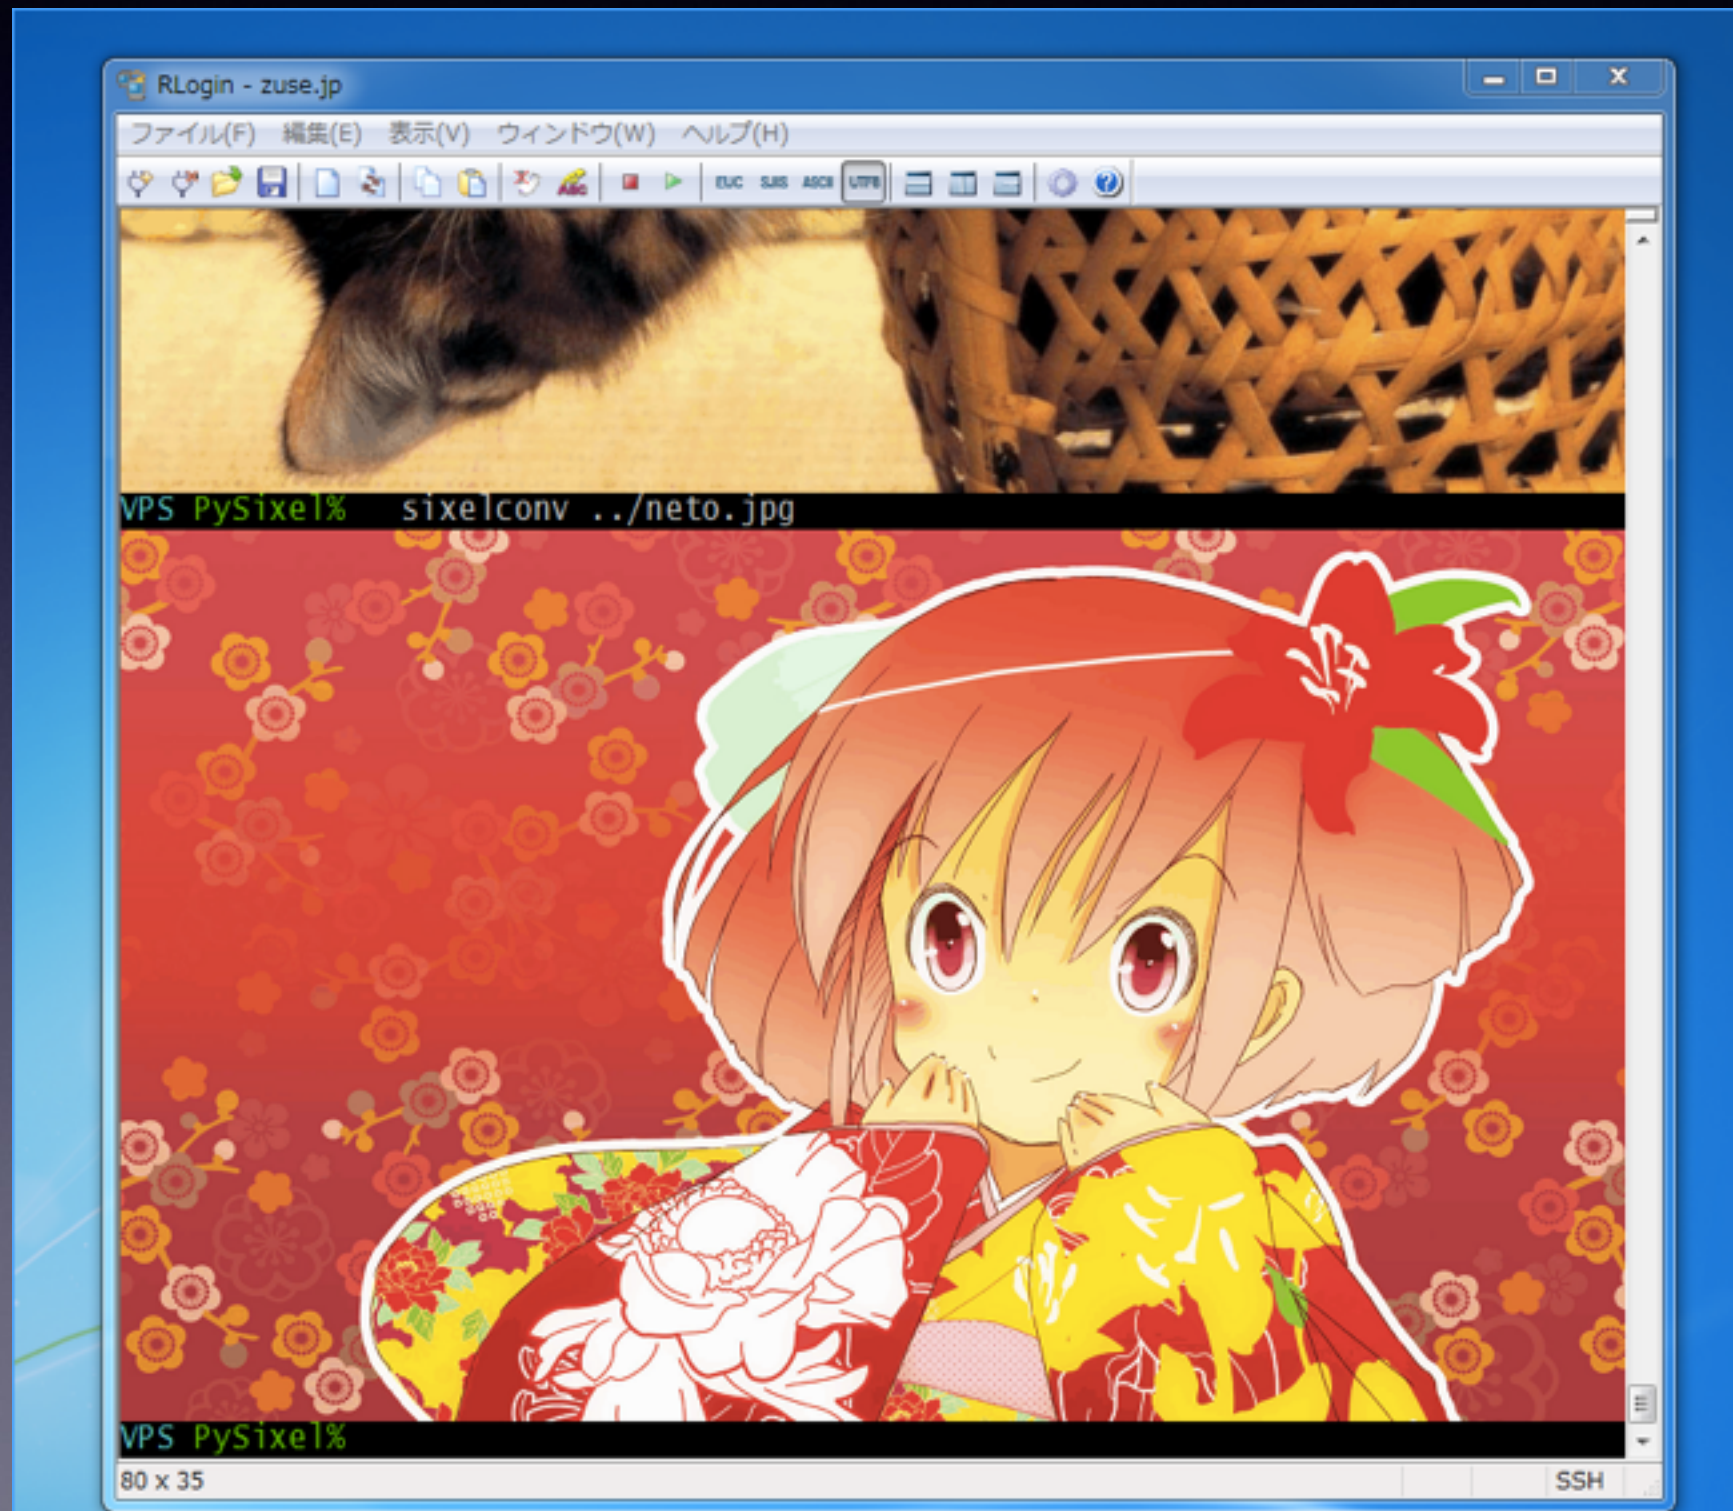 RLogin - zuse.jp
ファイル(F) 編集(E) 表示(V) ウィンドウ(W) ヘルプ(H)
ABC EUC SJIS ASCII UTF8
VPS PySixel% sixelconv ../neto.jpg
VPS PySixel%
80 x 35 SSH